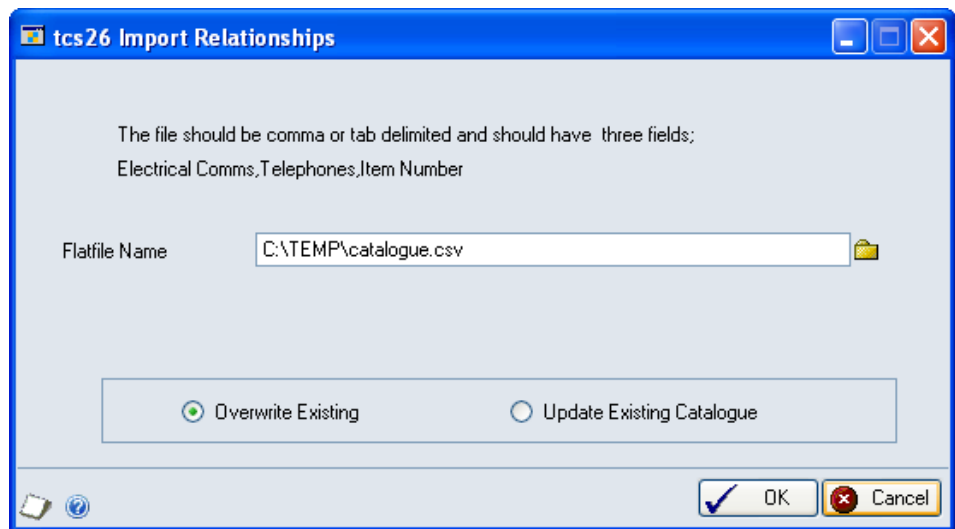 tcs26 Import Relationships
The file should be comma or tab delimited and should have three fields;
Electrical Comms,Telephones,Item Number
Flatfile Name C:\TEMP\catalogue.csv
Overwrite Existing Update Existing Catalogue
OK Cancel